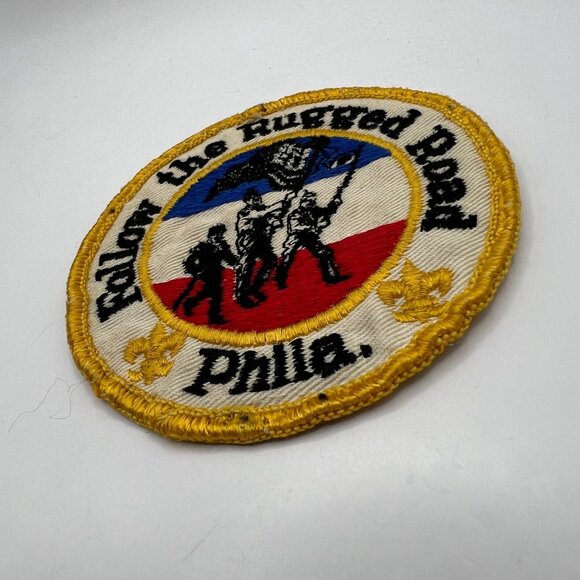 Follow the Rugged Road
Phila.